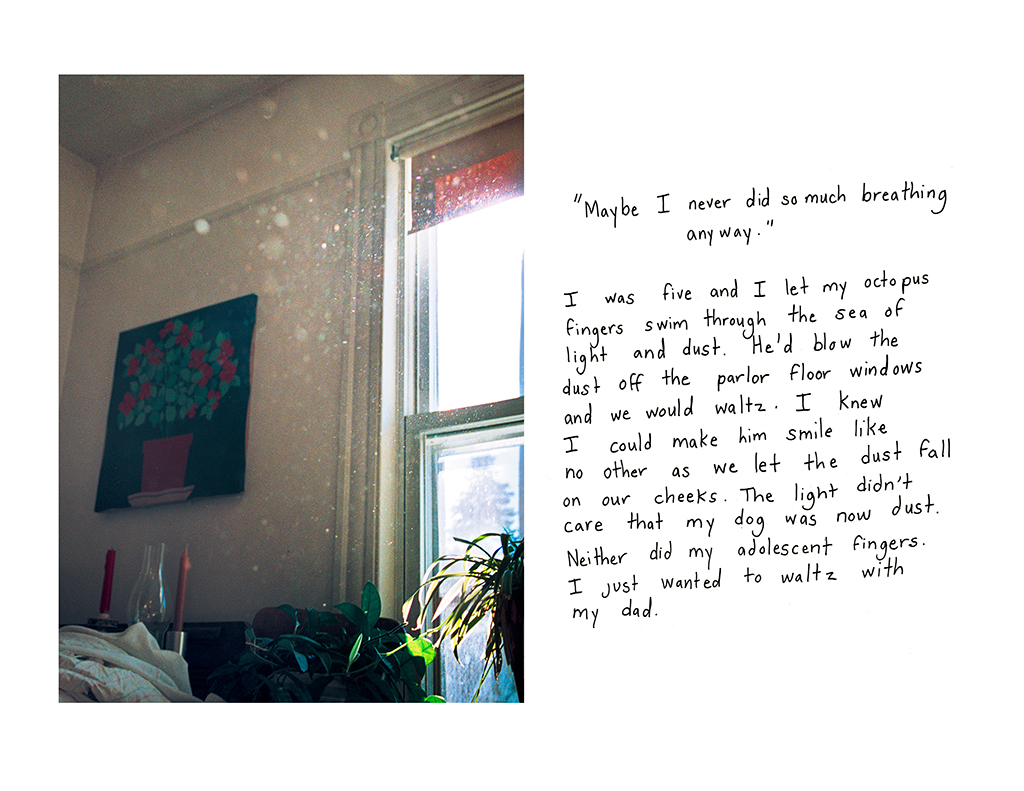 "Maybe I never did so much breathing
anyway."
I was five and I let my octopus
fingers swim through the sea of
light and dust. He'd blow the
dust off the parlor floor windows
and we would waltz. I knew
I could make him smile like
no other as we let the dust fall
on our cheeks. The light didn't
care that my dog was now dust.
Neither did my adolescent fingers.
I just wanted to waltz with
my dad.